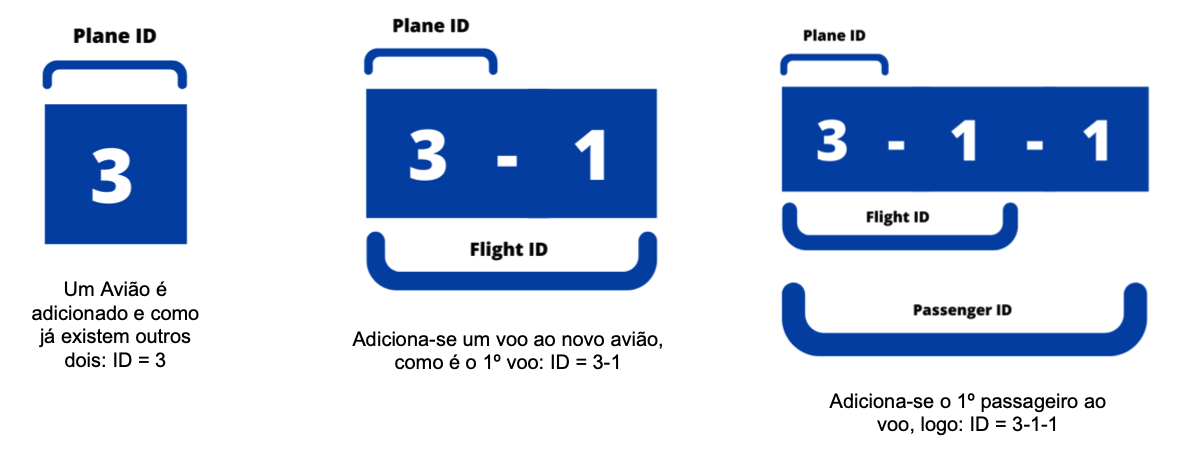 Plane ID
3
Um Avião é
adicionado e como
já existem outros
dois: ID = 3
Plane ID
3 - 1
Flight ID
Adiciona-se um voo ao novo avião,
como é o 1º voo: ID = 3-1
Plane ID
3 - 1 - 1
Flight ID
Passenger ID
Adiciona-se o 1º passageiro ao
voo, logo: ID = 3-1-1